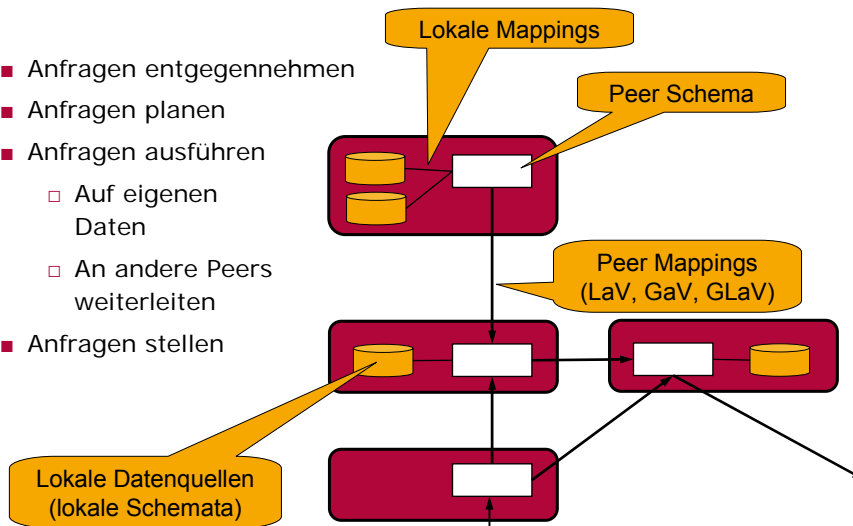 Lokale Mappings
■ Anfragen entgegennehmen
■ Anfragen planen
Peer Schema
■ Anfragen ausführen
□ Auf eigenen
Daten
□ An andere Peers
weiterleiten
Peer Mappings
(LaV, GaV, GLaV)
■ Anfragen stellen
Lokale Datenquellen
(lokale Schemata)